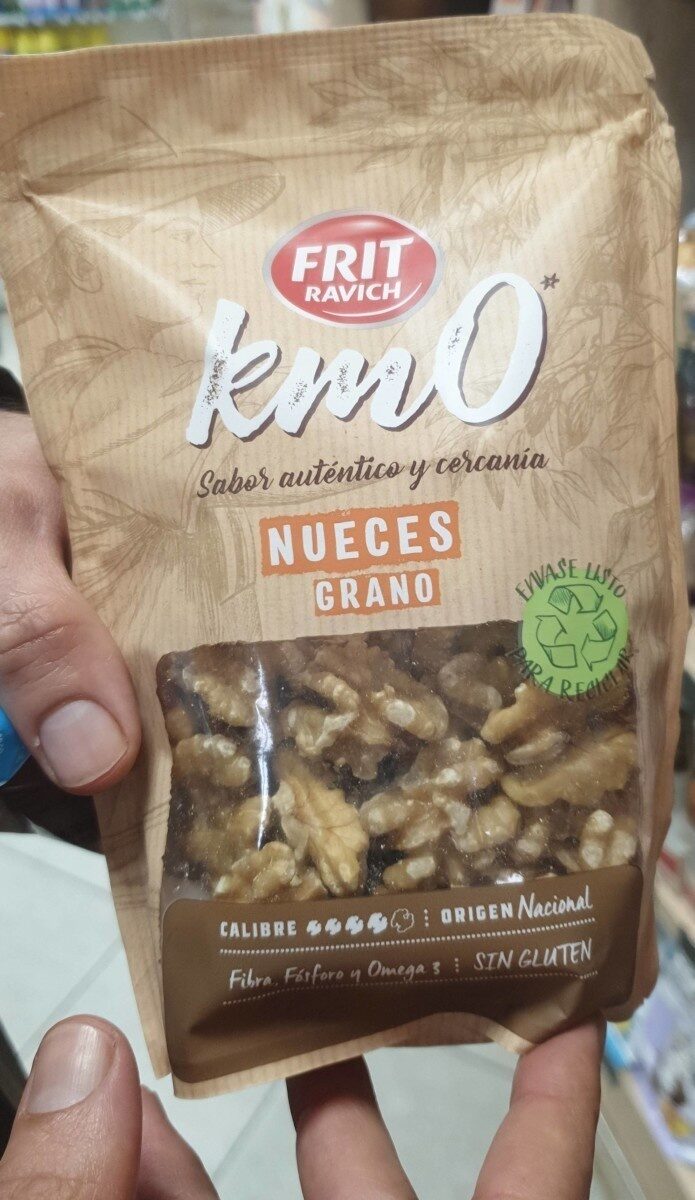 FRIT
RAVICH
km0*
Sabor auténtico y cercanía
NUECES
GRANO
ENVASE LISTO
PARA RECICLAR
CALIBRE
ORIGEN Nacional
Fibra, Fósforo y Omega 3
SIN GLUTEN